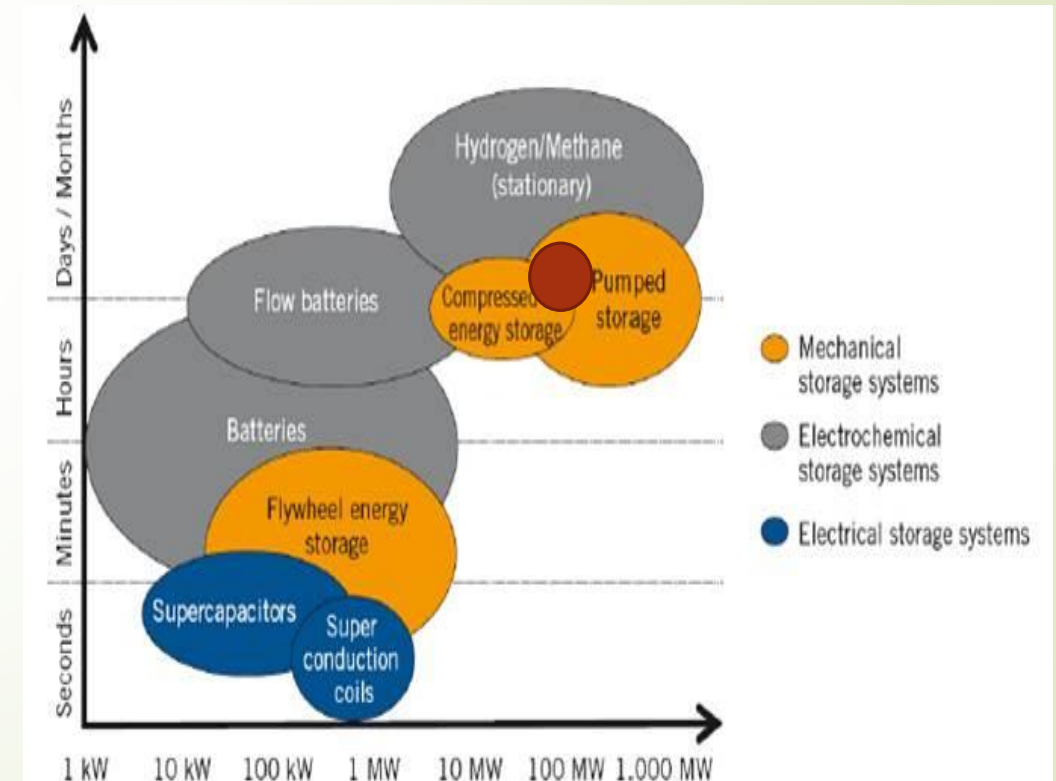 Days / Months
Hours
Minutes
Seconds
Hydrogen/Methane
(stationary)
Flow batteries
Compressed
energy storage
Pumped
storage
Batteries
Flywheel energy
storage
Supercapacitors
Super
conduction
coils
Mechanical
storage systems
Electrochemical
storage systems
Electrical storage systems
1 kW 10 kW 100 kW 1 MW 10 MW 100 MW 1.000 MW